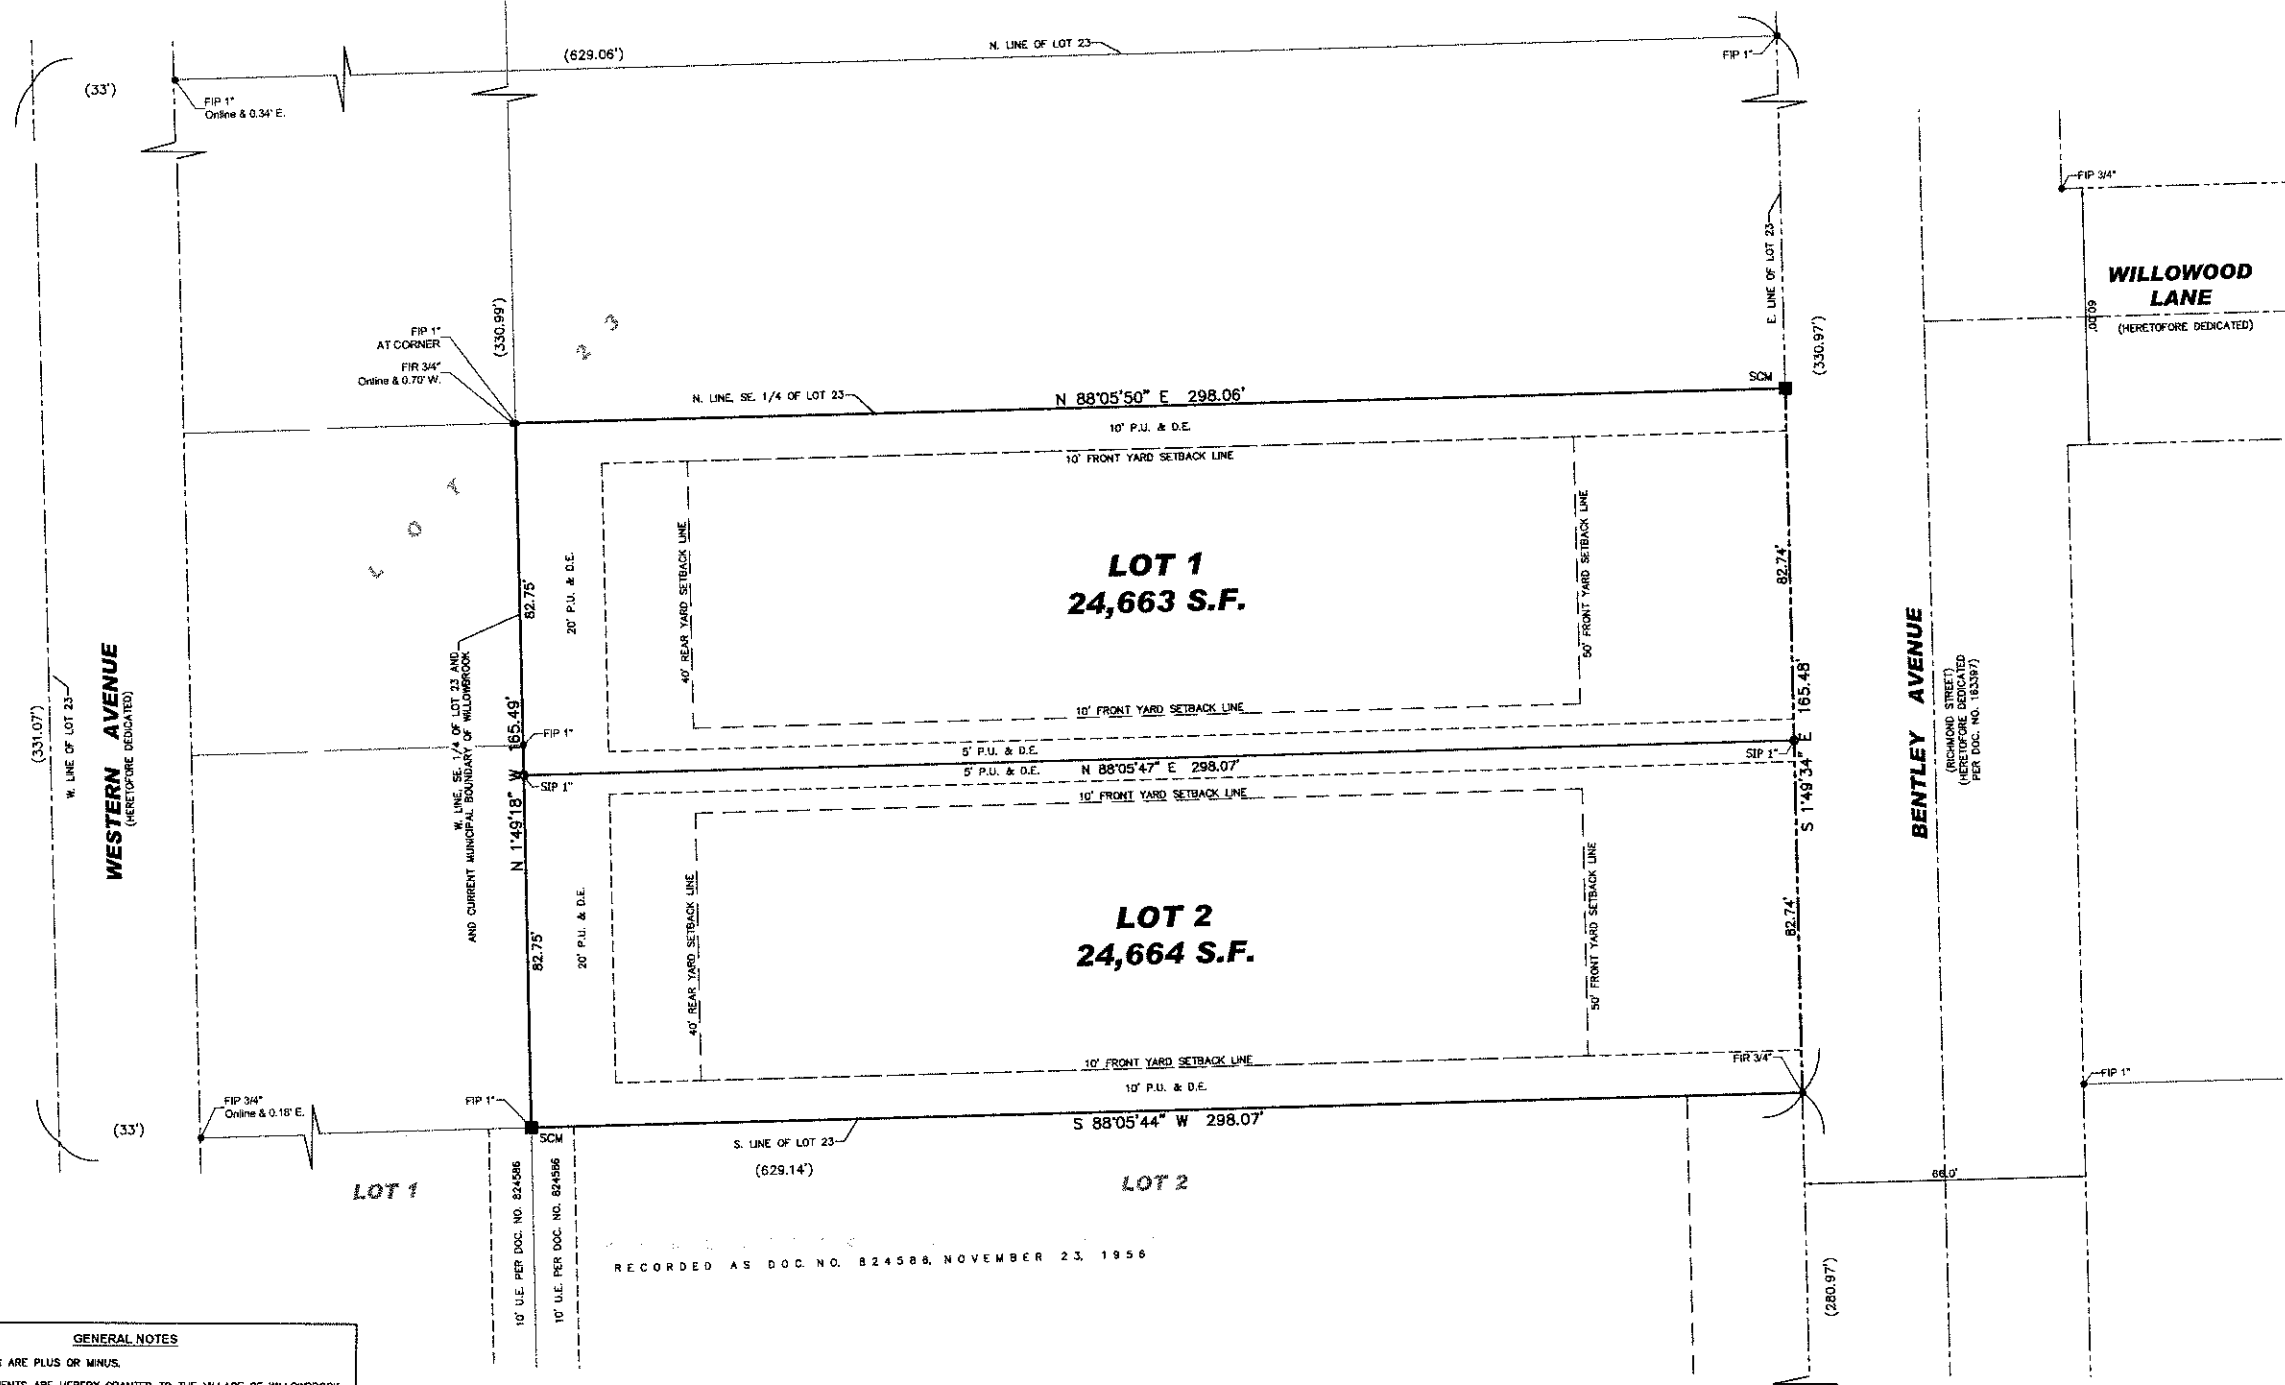 (629.06')
N. LINE OF LOT 23
FIP 1"
(33')
FIP 1"
Online & 0.34' E.
FIP 3/4"
E. LINE OF LOT 23
WILLOWOOD
LANE
(HERETOFORE DEDICATED)
60.00'
(330.99')
(330.97')
FIP 1"
AT CORNER
FIR 3/4"
Online & 0.70' W.
LOT 23
SCM
N. LINE, SE. 1/4 OF LOT 23
N 88°05'50" E 298.06'
10' P.U. & D.E.
10' FRONT YARD SETBACK LINE
40' REAR YARD SETBACK LINE
50' FRONT YARD SETBACK LINE
LOT 1
24,663 S.F.
20' P.U. & D.E.
82.75'
82.74'
W. LINE, SE. 1/4 OF LOT 23 AND
AND CURRENT MUNICIPAL BOUNDARY OF WILLOWBROOK
N 1°49'18" W 165.49'
S 1°49'34" E 165.48'
WESTERN AVENUE
(HERETOFORE DEDICATED)
(331.07')
W. LINE OF LOT 23
BENTLEY AVENUE
(RICHMOND STREET)
(HERETOFORE DEDICATED
PER DOC. NO. 163397)
10' FRONT YARD SETBACK LINE
FIP 1"
5' P.U. & D.E.
5' P.U. & D.E.
N 88°05'47" E 298.07'
SIP 1"
SIP 1"
10' FRONT YARD SETBACK LINE
40' REAR YARD SETBACK LINE
50' FRONT YARD SETBACK LINE
LOT 2
24,664 S.F.
20' P.U. & D.E.
82.75'
82.74'
10' FRONT YARD SETBACK LINE
10' P.U. & D.E.
FIR 3/4"
FIP 1"
FIP 3/4"
Online & 0.18' E.
FIP 1"
(33')
SCM
S 88°05'44" W 298.07'
S. LINE OF LOT 23
(629.14')
66.0'
LOT 1
LOT 2
10' U.E. PER DOC. NO. 824586
10' U.E. PER DOC. NO. 824586
RECORDED AS DOC. NO. 824586, NOVEMBER 23, 1956
(280.97')
GENERAL NOTES
ARE PLUS OR MINUS.
ARE HEREBY GRANTED TO THE VILLAGE OF WILLOWBROOK